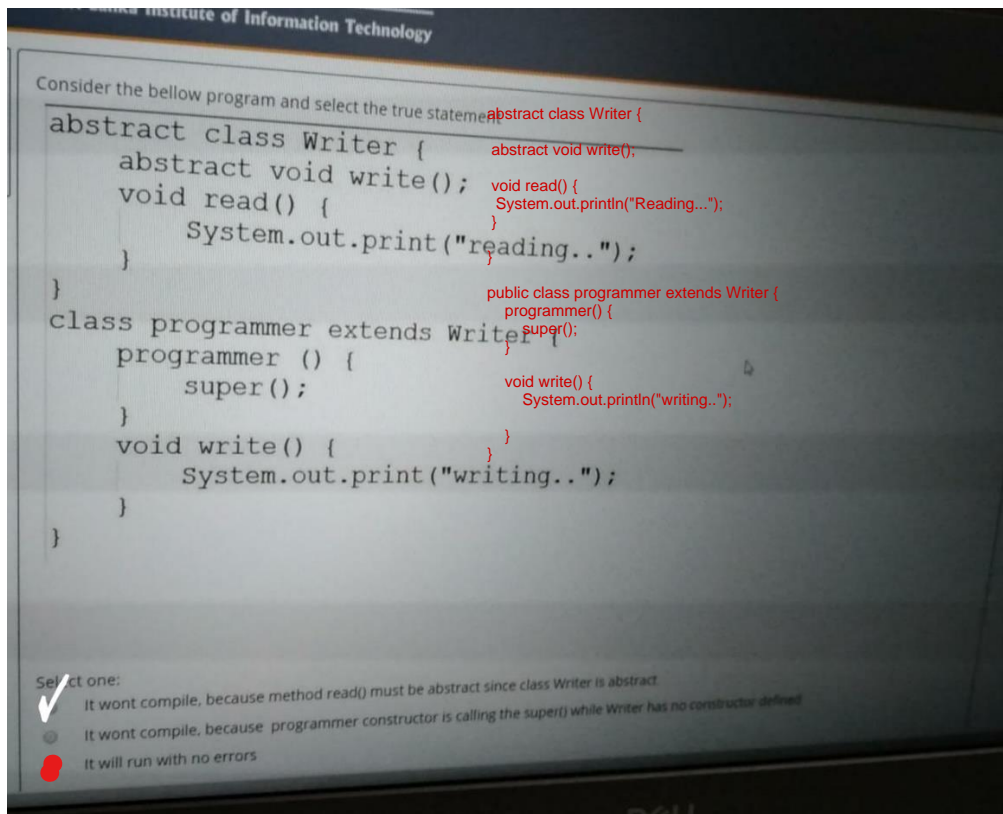 Institute of Information Technology
Consider the bellow program and select the true statement
abstract class Writer {
abstract void write();
void read() {
System.out.print("reading..");
}
}
class programmer extends Writer {
programmer () {
super();
}
void write() {
System.out.print("writing..");
}
}
abstract class Writer {
abstract void write();
void read() {
System.out.println("Reading...");
}
}
public class programmer extends Writer {
programmer() {
super();
}
void write() {
System.out.println("writing..");
}
}
Select one:
It wont compile, because method read() must be abstract since class Writer is abstract
It wont compile, because programmer constructor is calling the super() while Writer has no constructor defined
It will run with no errors